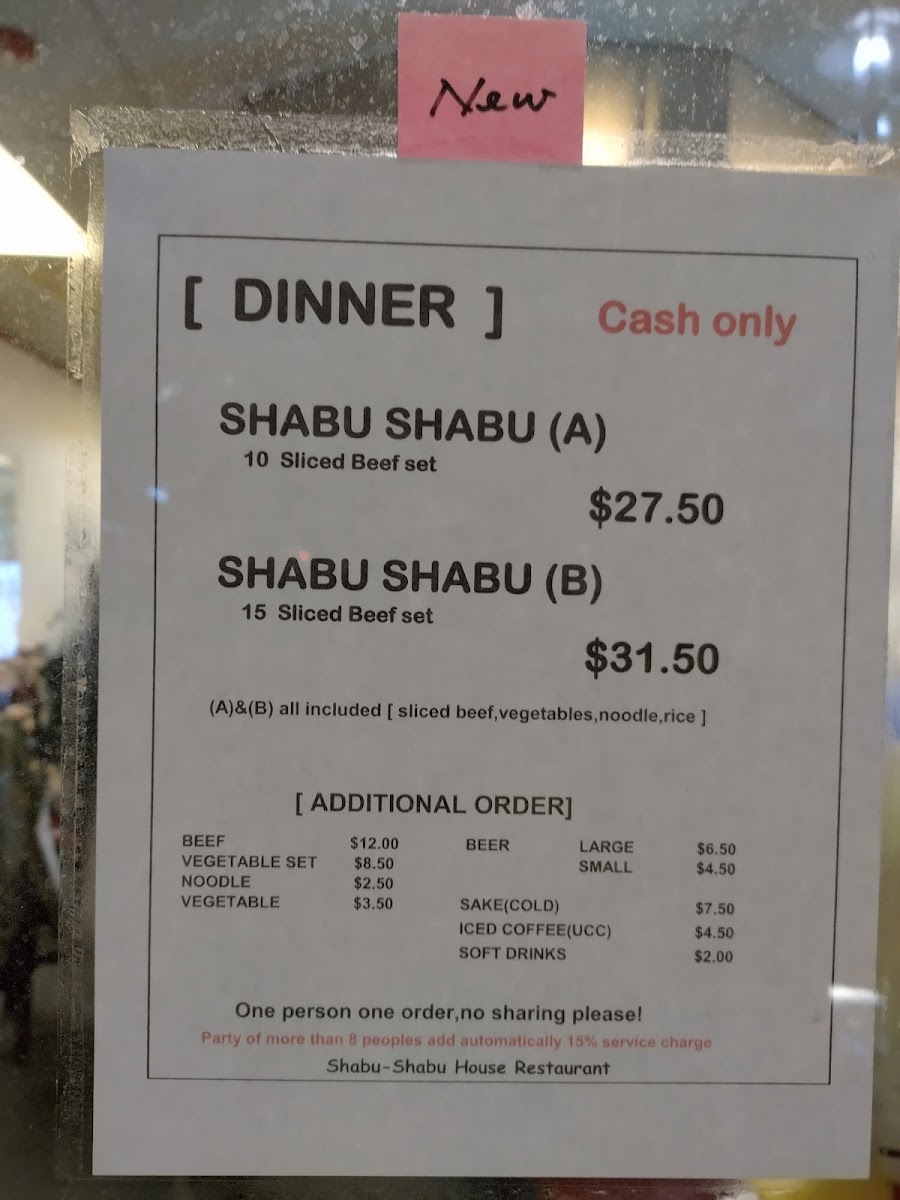 New
[ DINNER ] Cash only
SHABU SHABU (A)
10 Sliced Beef set
$27.50
SHABU SHABU (B)
15 Sliced Beef set
$31.50
(A)&(B) all included [ sliced beef,vegetables,noodle,rice ]
[ ADDITIONAL ORDER]
BEEF $12.00 BEER LARGE $6.50
VEGETABLE SET $8.50 SMALL $4.50
NOODLE $2.50
VEGETABLE $3.50 SAKE(COLD) $7.50
ICED COFFEE(UCC) $4.50
SOFT DRINKS $2.00
One person one order,no sharing please!
Party of more than 8 peoples add automatically 15% service charge
Shabu-Shabu House Restaurant